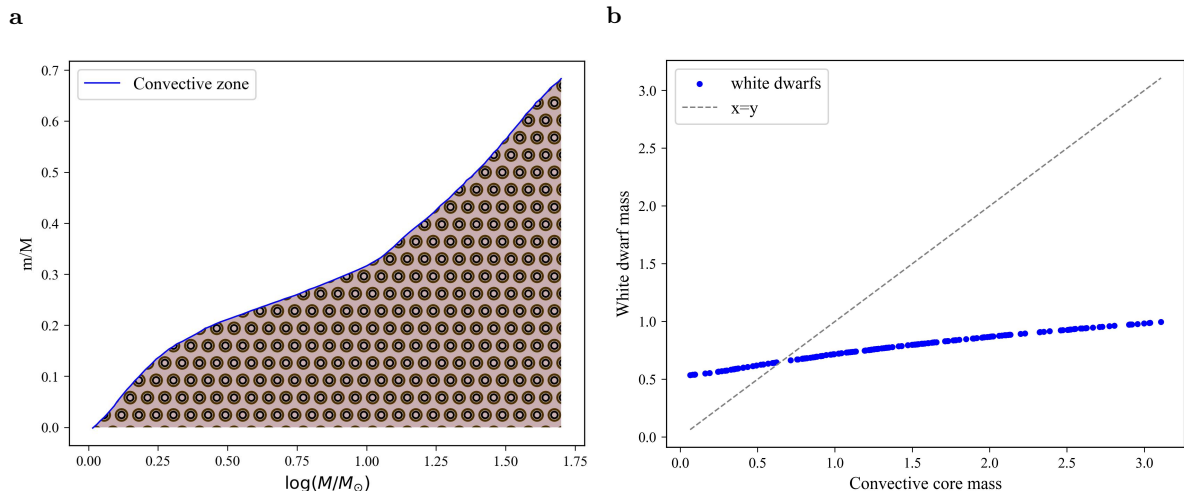 a
b
Convective zone
0.7
0.6
0.5
0.4
0.3
0.2
0.1
0.0
m/M
0.00 0.25 0.50 0.75 1.00 1.25 1.50 1.75
log(M/M⊙)
white dwarfs
x=y
3.0
2.5
2.0
1.5
1.0
0.5
0.0
White dwarf mass
0.0 0.5 1.0 1.5 2.0 2.5 3.0
Convective core mass